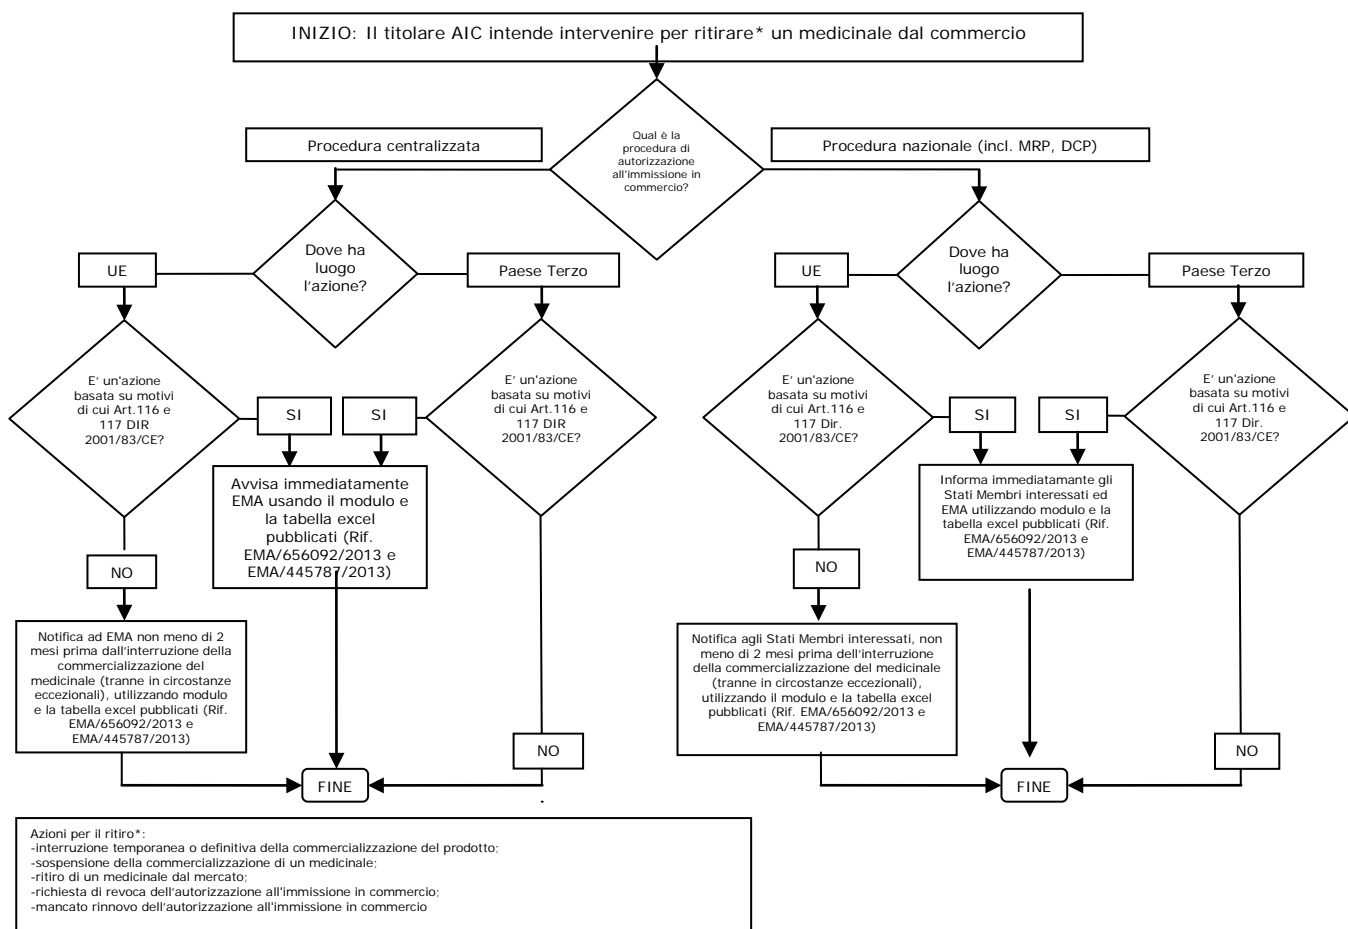 INIZIO: Il titolare AIC intende intervenire per ritirare* un medicinale dal commercio
Qual è la
procedura di
autorizzazione
all'immissione in
commercio?
Procedura centralizzata
Procedura nazionale (incl. MRP, DCP)
Dove ha
luogo
l'azione?
UE
Paese Terzo
Dove ha
luogo
l'azione?
UE
Paese Terzo
E' un'azione
basata su motivi
di cui Art.116 e
117 DIR
2001/83/CE?
SI
SI
E' un'azione
basata su motivi
di cui Art.116 e
117 DIR
2001/83/CE?
E' un'azione
basata su motivi
di cui Art.116 e
117 Dir.
2001/83/CE?
SI
SI
E' un'azione
basata su motivi
di cui Art.116 e
117 Dir.
2001/83/CE?
Avvisa immediatamente
EMA usando il modulo e
la tabella excel
pubblicati (Rif.
EMA/656092/2013 e
EMA/445787/2013)
Informa immediatamante gli
Stati Membri interessati ed
EMA utilizzando modulo e la
tabella excel pubblicati (Rif.
EMA/656092/2013 e
EMA/445787/2013)
NO
NO
Notifica ad EMA non meno di 2
mesi prima dall'interruzione della
commercializzazione del
medicinale (tranne in circostanze
eccezionali), utilizzando modulo
e la tabella excel pubblicati (Rif.
EMA/656092/2013 e
EMA/445787/2013)
Notifica agli Stati Membri interessati, non
meno di 2 mesi prima dell'interruzione
della commercializzazione del medicinale
(tranne in circostanze eccezionali),
utilizzando il modulo e la tabella excel
pubblicati (Rif. EMA/656092/2013 e
EMA/445787/2013)
NO
NO
FINE
FINE
Azioni per il ritiro*:
-interruzione temporanea o definitiva della commercializzazione del prodotto;
-sospensione della commercializzazione di un medicinale;
-ritiro di un medicinale dal mercato;
-richiesta di revoca dell'autorizzazione all'immissione in commercio;
-mancato rinnovo dell'autorizzazione all'immissione in commercio